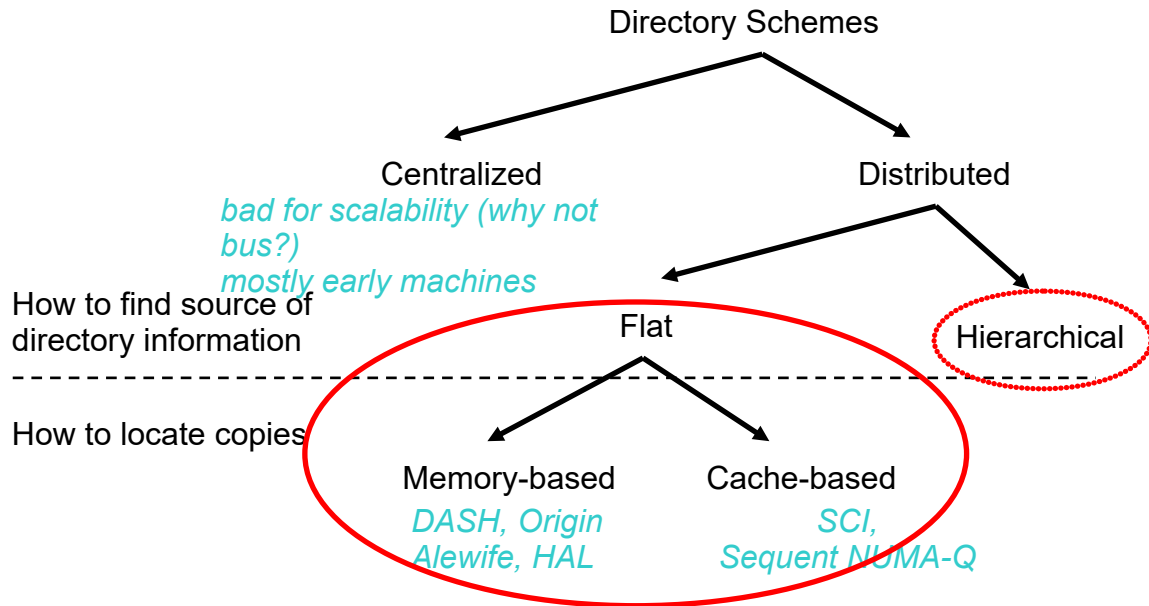 Directory Schemes
Centralized
Distributed
bad for scalability (why not
bus?)
mostly early machines
How to find source of
directory information
Flat
Hierarchical
How to locate copies
Memory-based
Cache-based
DASH, Origin
Alewife, HAL
SCI,
Sequent NUMA-Q